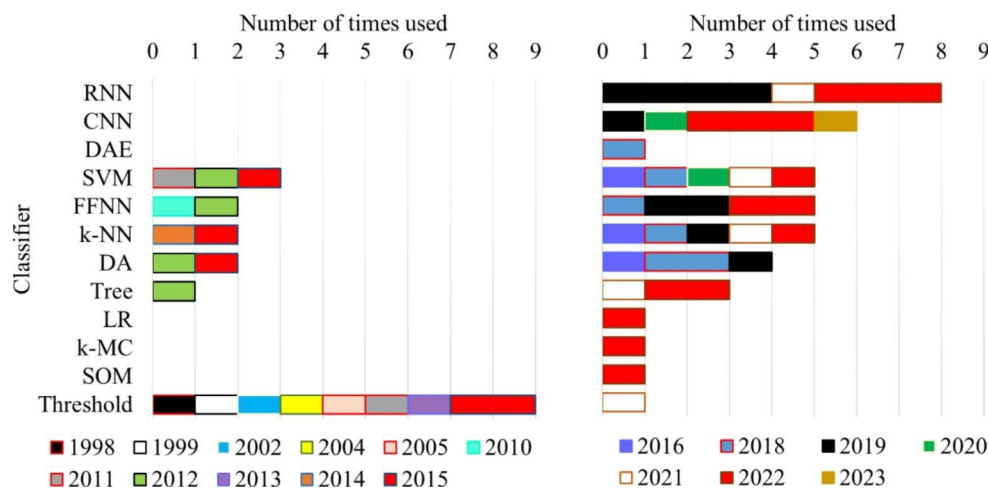 Number of times used Number of times used
0 1 2 3 4 5 6 7 8 9 0 1 2 3 4 5 6 7 8 9
Classifier
RNN
CNN
DAE
SVM
FFNN
k-NN
DA
Tree
LR
k-MC
SOM
Threshold
1998 1999 2002 2004 2005 2010 2016 2018 2019 2020
2011 2012 2013 2014 2015 2021 2022 2023